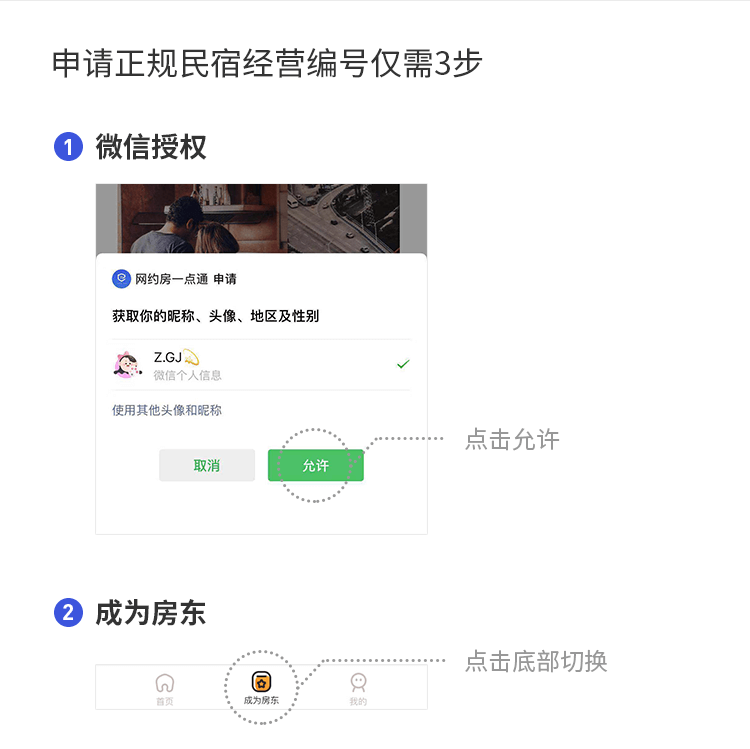 申请正规民宿经营编号仅需3步
1 微信授权
网约房一点通 申请
获取你的昵称、头像、地区及性别
Z.GJ💫
微信个人信息
使用其他头像和昵称
取消 允许
点击允许
2 成为房东
点击底部切换
首页 成为房东 我的